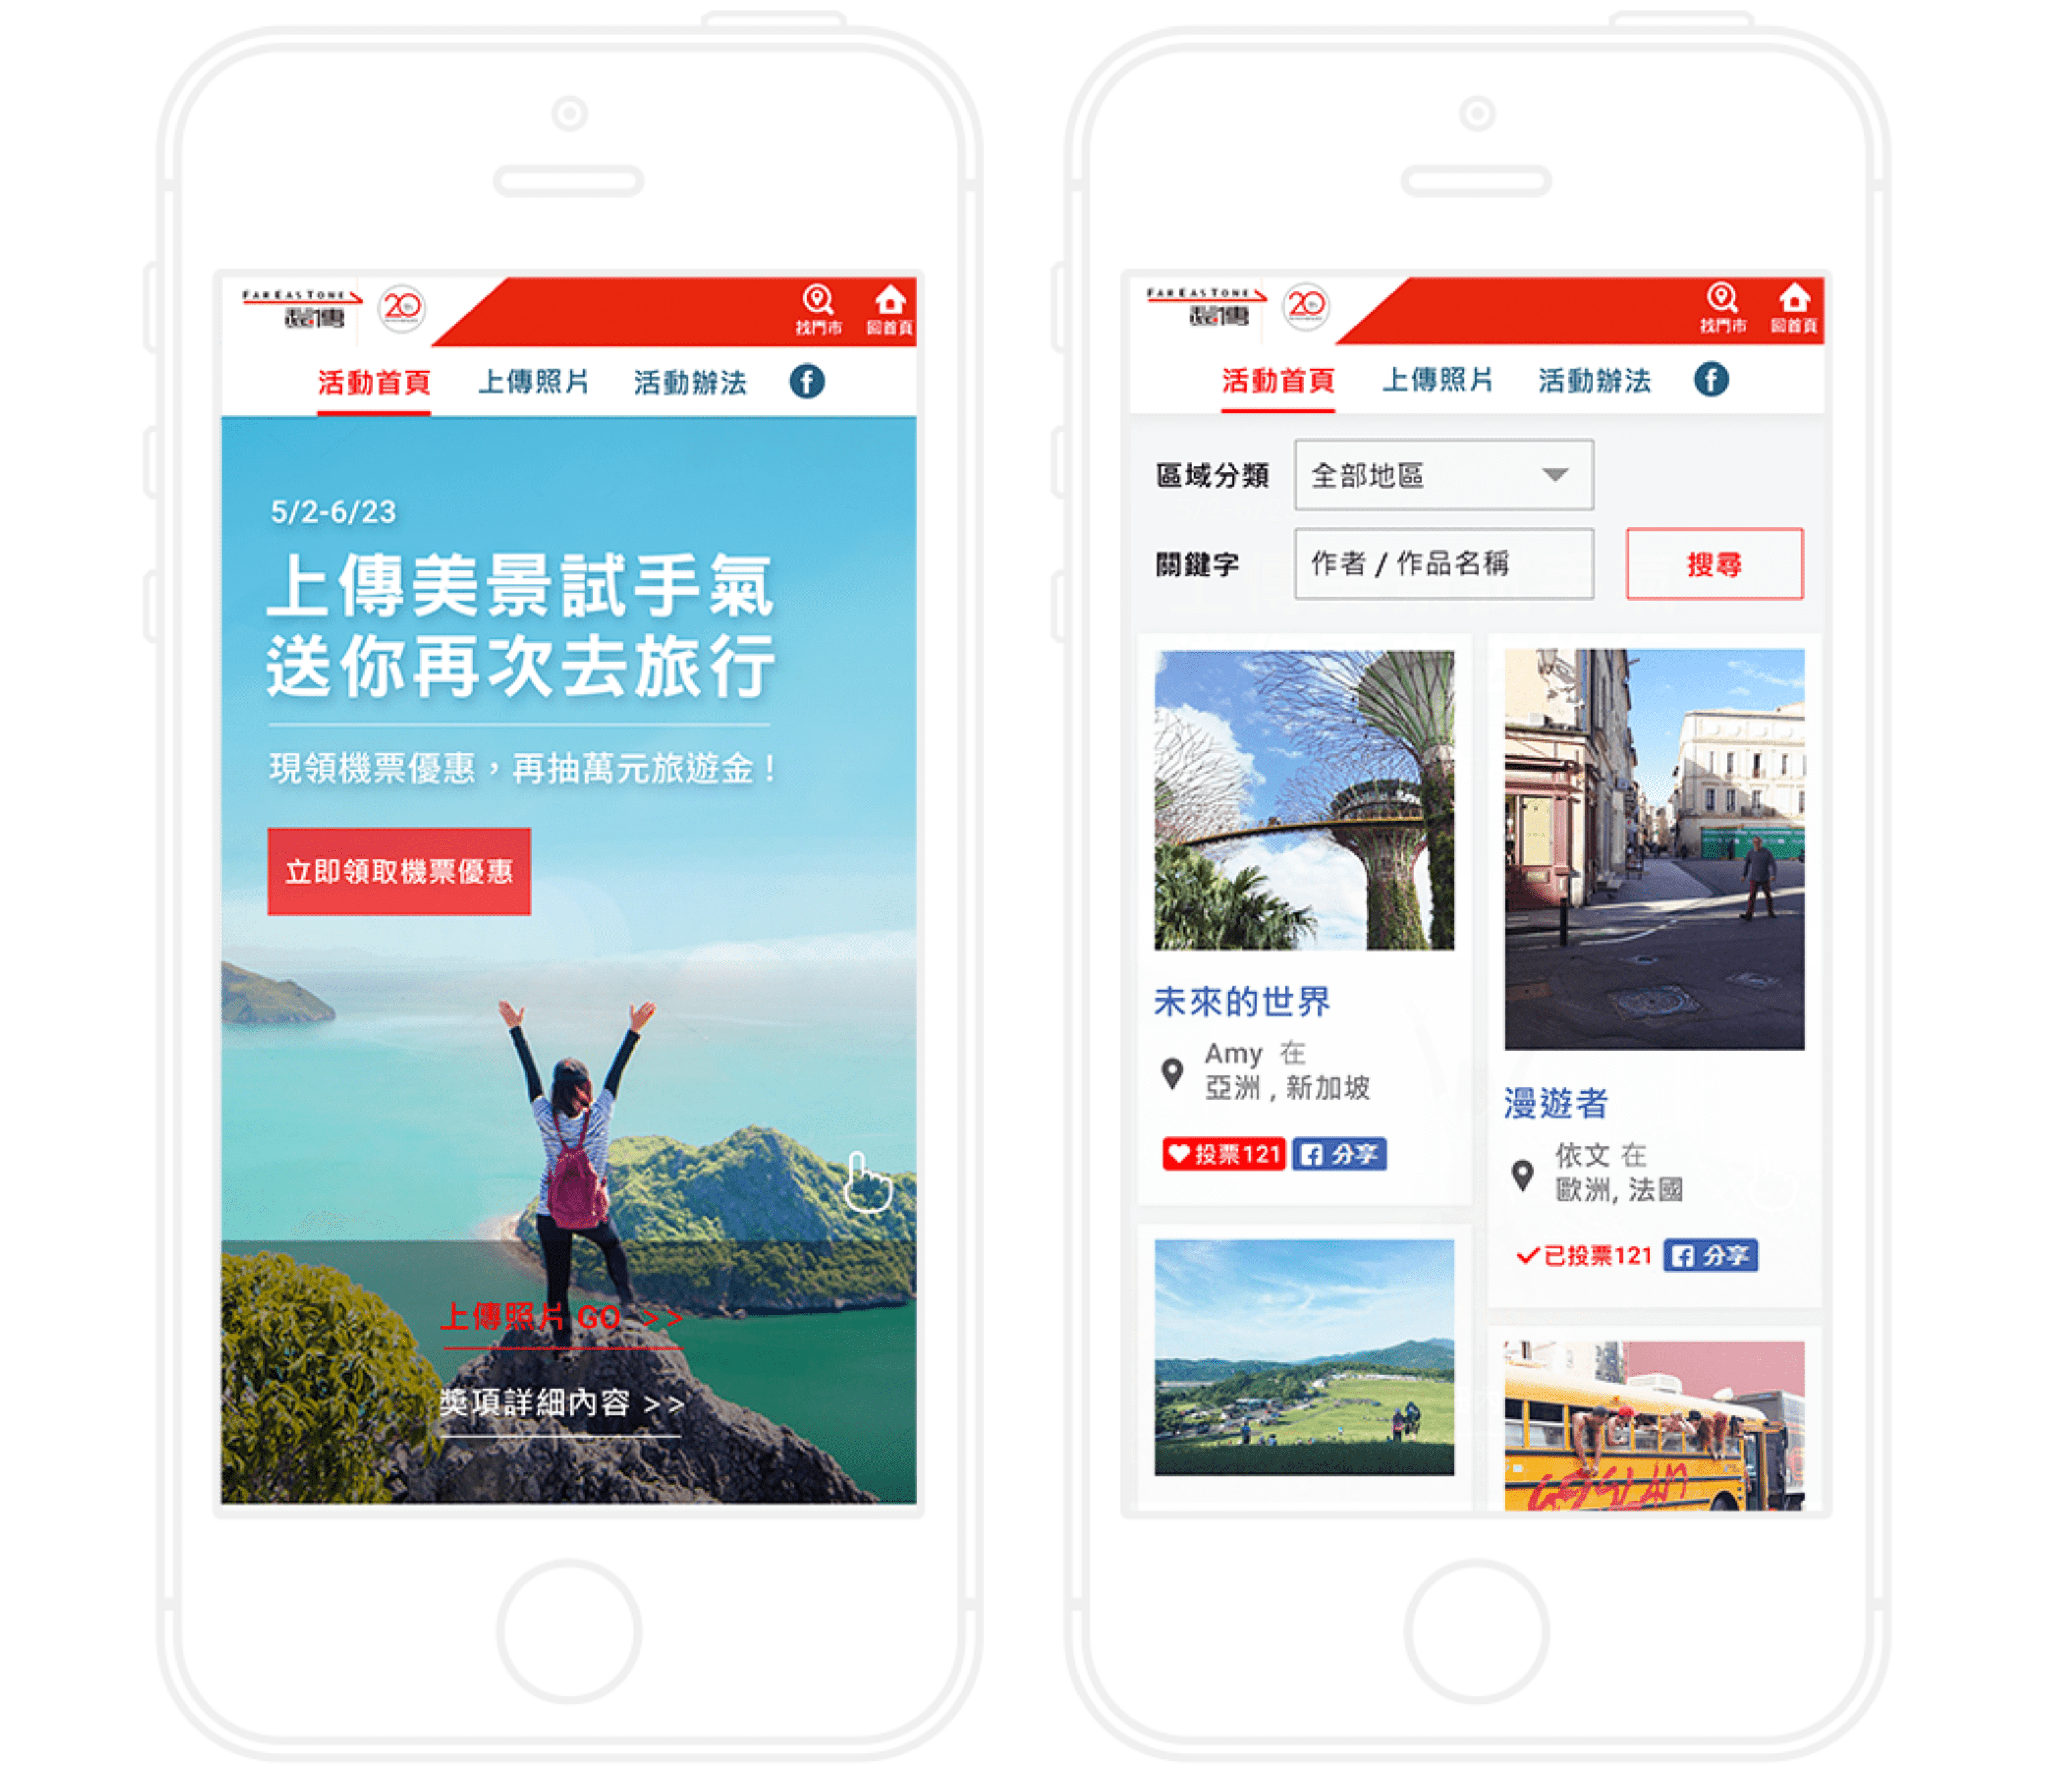 FAREASTONE
遠傳
20
找門市
回首頁
活動首頁
上傳照片
活動辦法
f
5/2-6/23
上傳美景試手氣
送你再次去旅行
現領機票優惠，再抽萬元旅遊金！
立即領取機票優惠
上傳照片 GO >>
獎項詳細內容 >>
FAREASTONE
遠傳
20
找門市
回首頁
活動首頁
上傳照片
活動辦法
f
區域分類
全部地區
關鍵字
作者 / 作品名稱
搜尋
未來的世界
Amy 在
亞洲 , 新加坡
投票121
分享
漫遊者
依文 在
歐洲, 法國
已投票121
分享